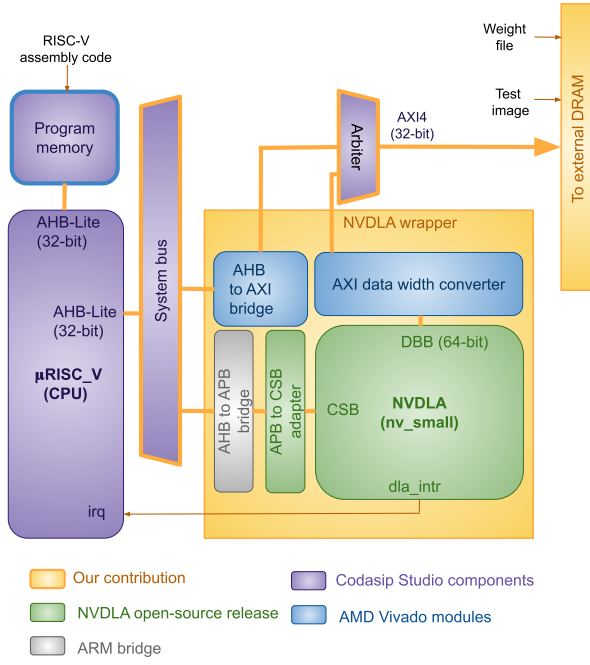 RISC-V
assembly code
Weight
file
Test
image
To external DRAM
Program
memory
Arbiter
AXI4
(32-bit)
AHB-Lite
(32-bit)
System bus
NVDLA wrapper
AHB
to AXI
bridge
AXI data width converter
AHB-Lite
(32-bit)
µRISC_V
(CPU)
AHB to APB
bridge
APB to CSB
adapter
CSB
DBB (64-bit)
NVDLA
(nv_small)
dla_intr
irq
Our contribution
Codasip Studio components
NVDLA open-source release
AMD Vivado modules
ARM bridge